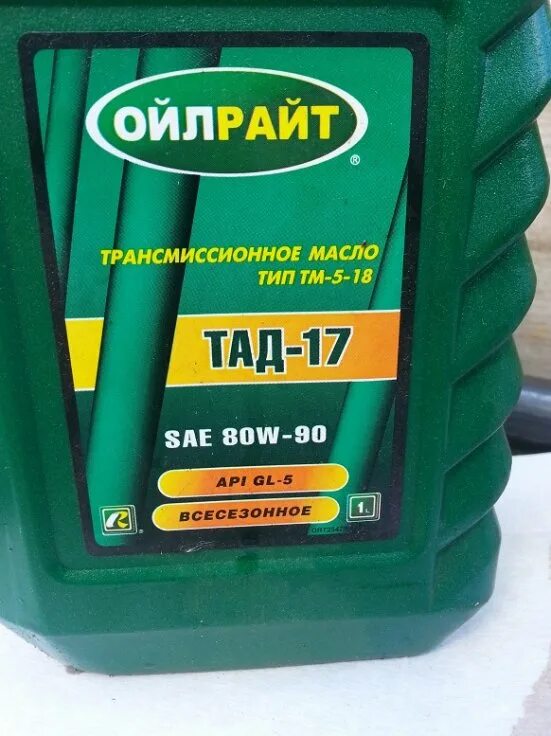 ОЙЛРАЙТ
®
ТРАНСМИССИОННОЕ МАСЛО
ТИП ТМ-5-18
ТАД-17
SAE 80W-90
API GL-5
ВСЕСЕЗОННОЕ
1L